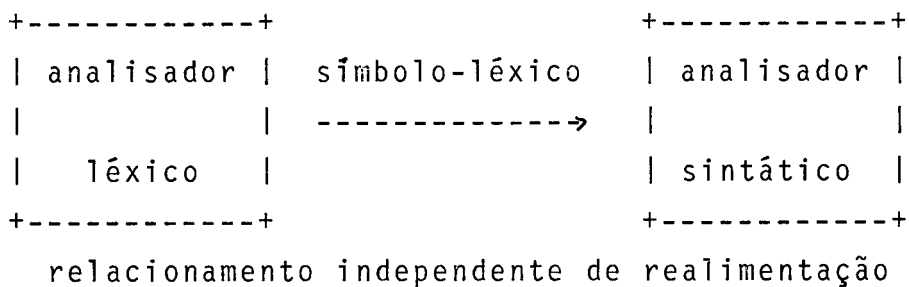 +------------+ +------------+
| analisador | símbolo-léxico | analisador |
| | --------------> | |
| léxico | | sintático |
+------------+ +------------+
relacionamento independente de realimentação